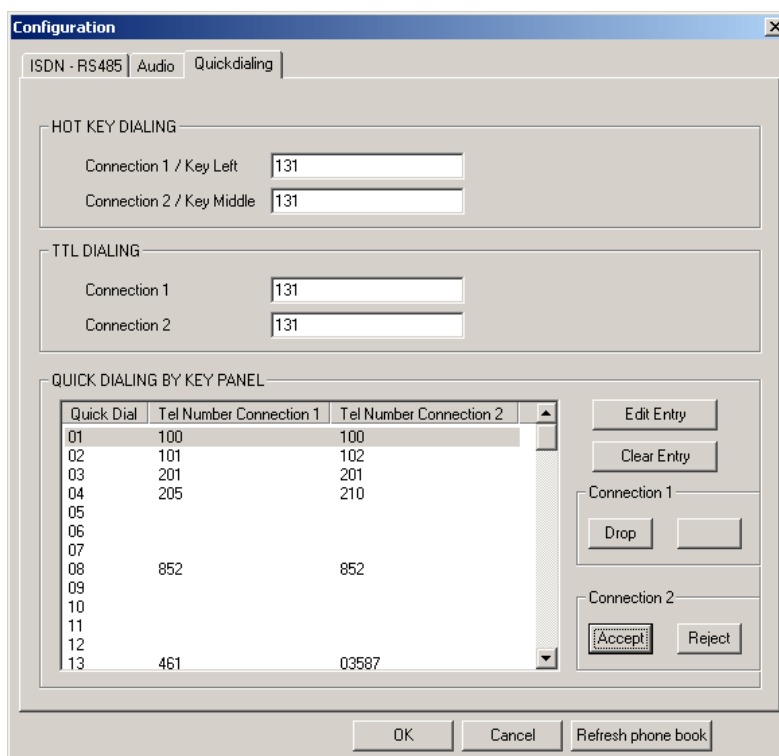 Configuration
ISDN - RS485 Audio Quickdialing
HOT KEY DIALING
Connection 1 / Key Left 131
Connection 2 / Key Middle 131
TTL DIALING
Connection 1 131
Connection 2 131
QUICK DIALING BY KEY PANEL
Quick Dial Tel Number Connection 1 Tel Number Connection 2
01 100 100
02 101 102
03 201 201
04 205 210
05
06
07
08 852 852
09
10
11
12
13 461 03587
Edit Entry
Clear Entry
Connection 1
Drop
Connection 2
Accept Reject
OK Cancel Refresh phone book